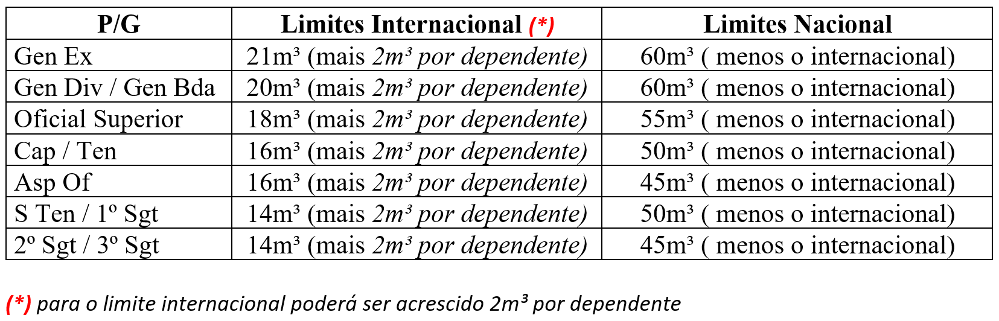 P/G Limites Internacional (*) Limites Nacional
Gen Ex 21m³ (mais 2m³ por dependente) 60m³ ( menos o internacional)
Gen Div / Gen Bda 20m³ (mais 2m³ por dependente) 60m³ ( menos o internacional)
Oficial Superior 18m³ (mais 2m³ por dependente) 55m³ ( menos o internacional)
Cap / Ten 16m³ (mais 2m³ por dependente) 50m³ ( menos o internacional)
Asp Of 16m³ (mais 2m³ por dependente) 45m³ ( menos o internacional)
S Ten / 1º Sgt 14m³ (mais 2m³ por dependente) 50m³ ( menos o internacional)
2º Sgt / 3º Sgt 14m³ (mais 2m³ por dependente) 45m³ ( menos o internacional)
(*) para o limite internacional poderá ser acrescido 2m³ por dependente